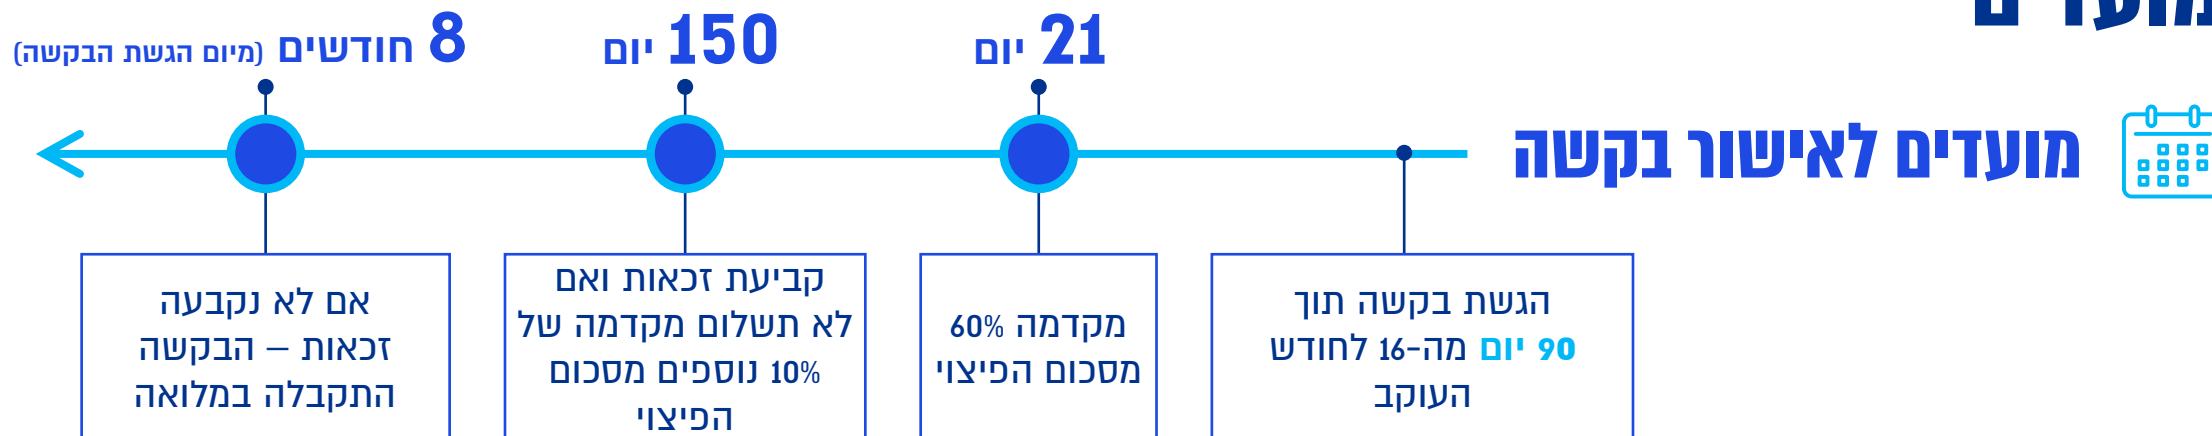 מועדים לאישור בקשה
21 יום
150 יום
8 חודשים (מיום הגשת הבקשה)
הגשת בקשה תוך
90 יום מה-16 לחודש
העוקב
מקדמה 60%
מסכום הפיצוי
קביעת זכאות ואם
לא תשלום מקדמה של
10% נוספים מסכום
הפיצוי
אם לא נקבעה
זכאות – הבקשה
התקבלה במלואה